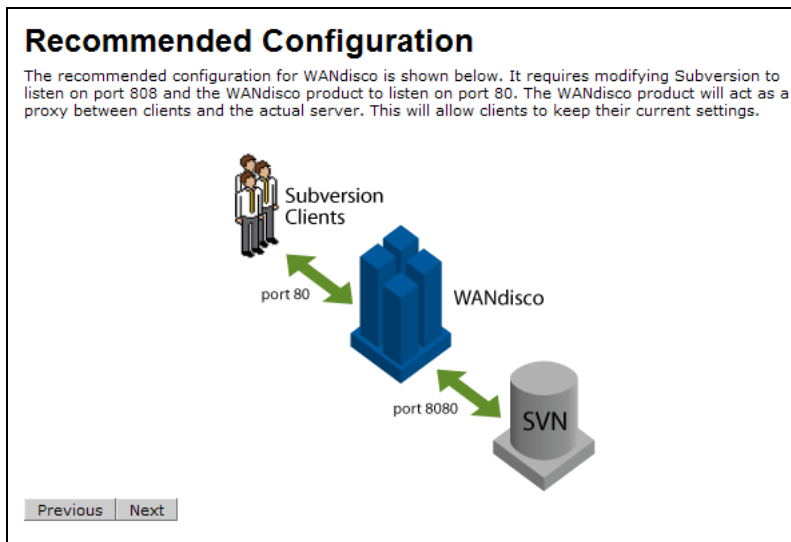 Recommended Configuration
The recommended configuration for WANdisco is shown below. It requires modifying Subversion to
listen on port 808 and the WANdisco product to listen on port 80. The WANdisco product will act as a
proxy between clients and the actual server. This will allow clients to keep their current settings.
Subversion
Clients
port 80
WANdisco
port 8080
SVN
Previous
Next